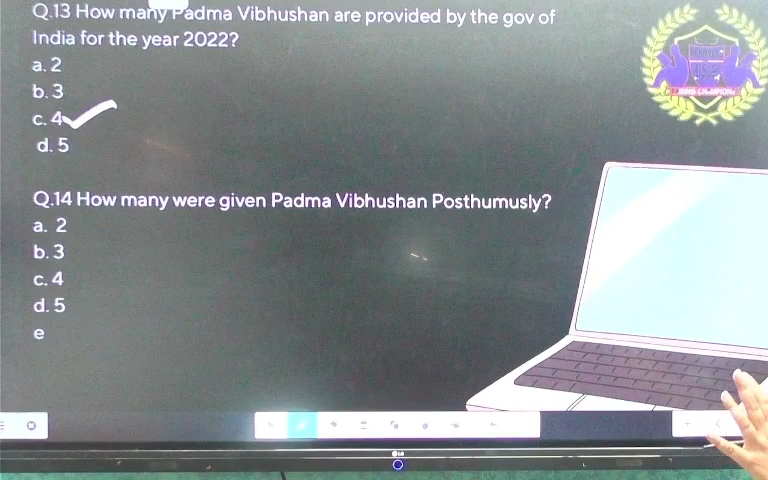 Q.13 How many Padma Vibhushan are provided by the gov of
India for the year 2022?
a. 2
b. 3
c. 4
d. 5
Q.14 How many were given Padma Vibhushan Posthumusly?
a. 2
b. 3
c. 4
d. 5
e
LG